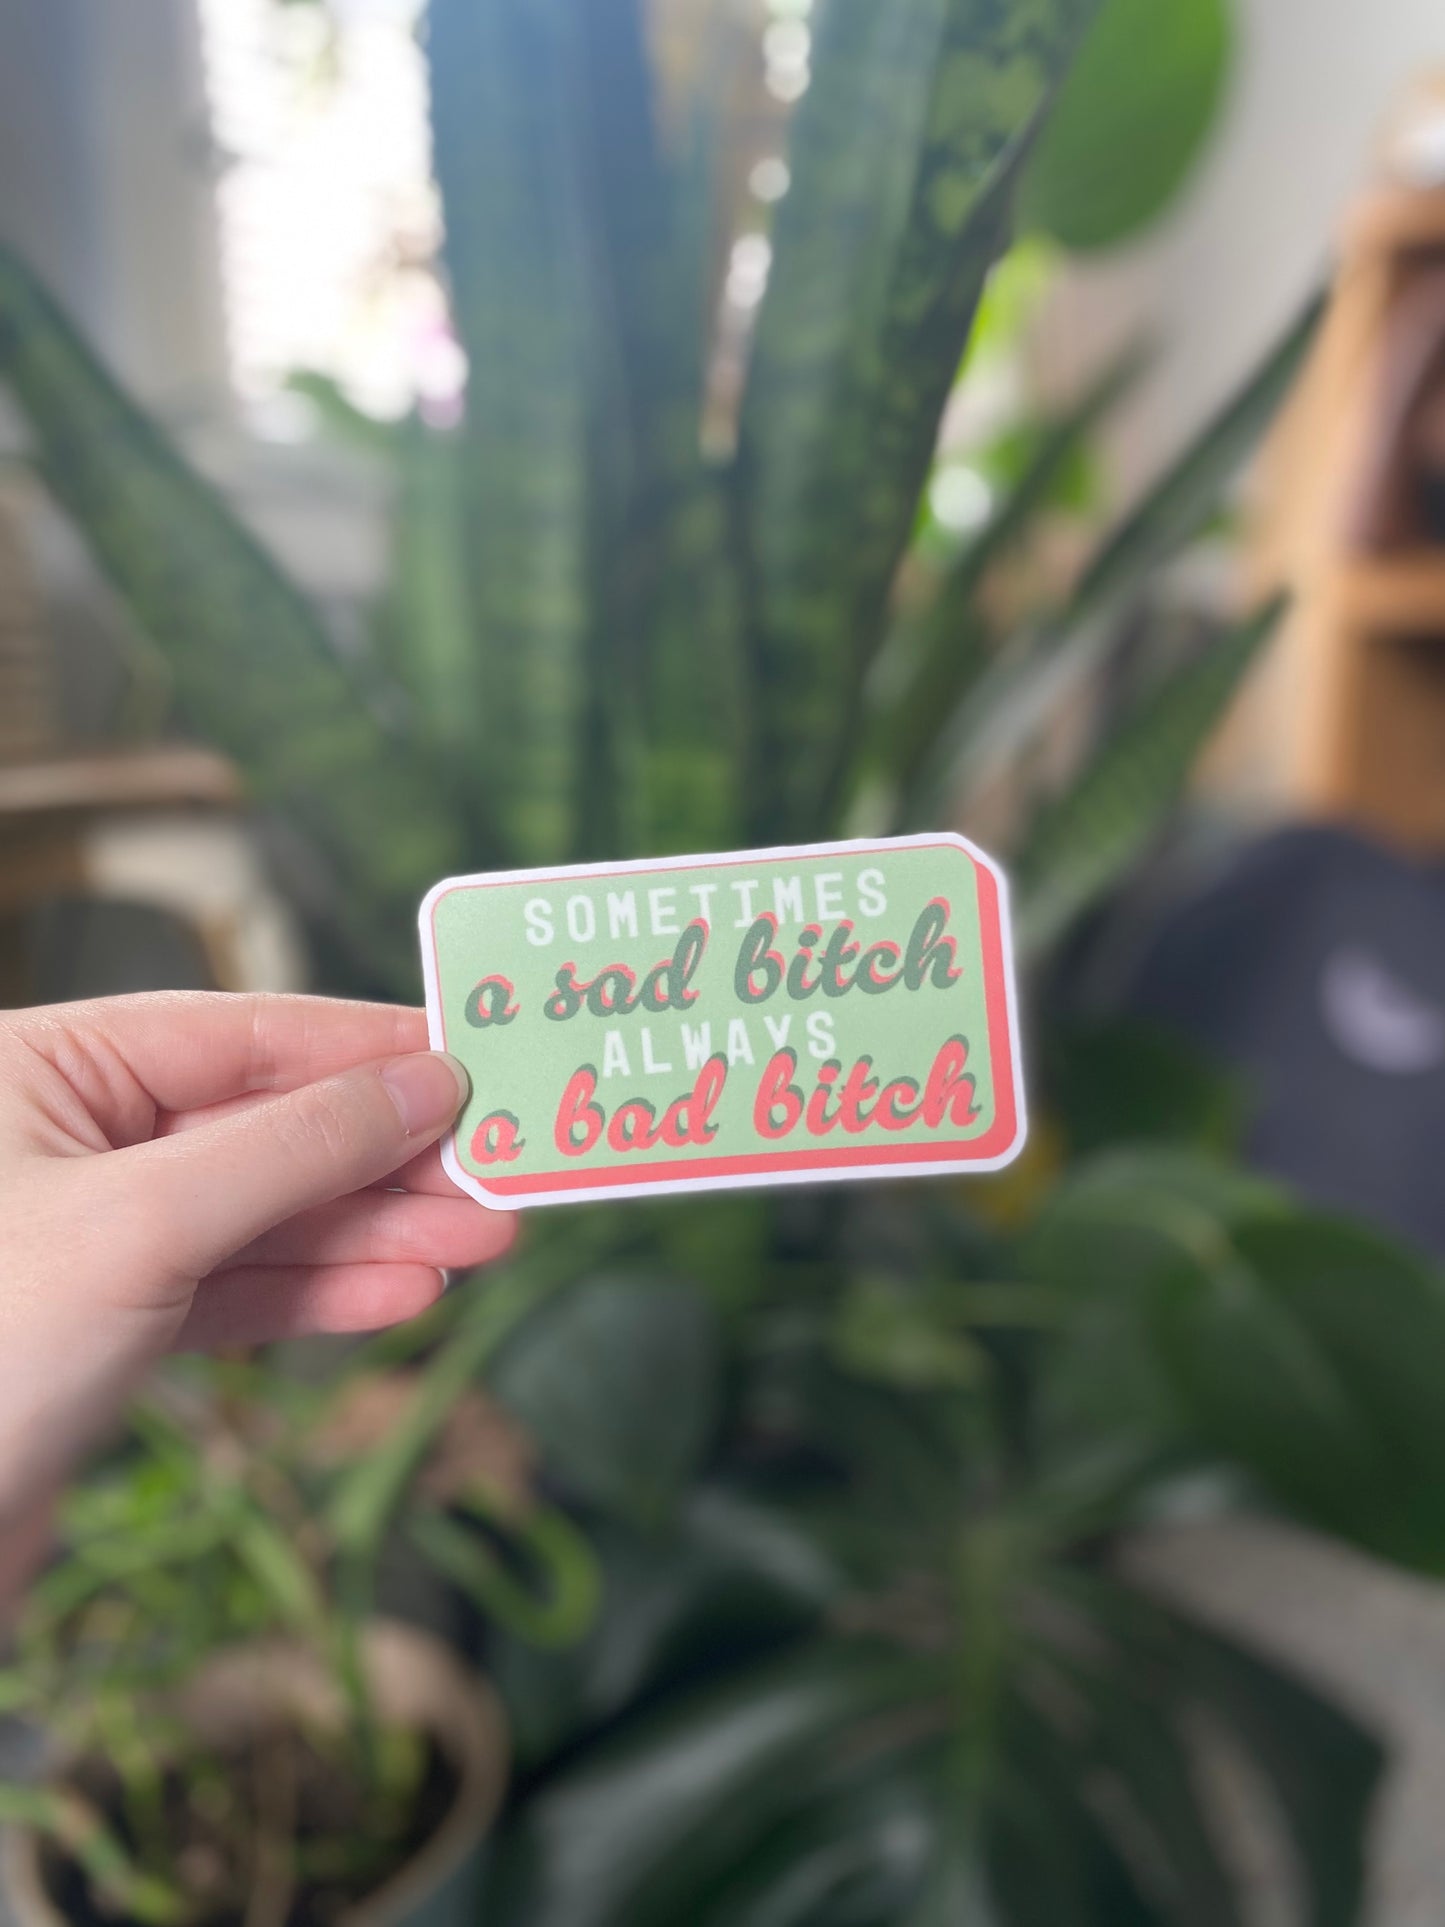 SOMETIMES
a sad bitch
ALWAYS
a bad bitch